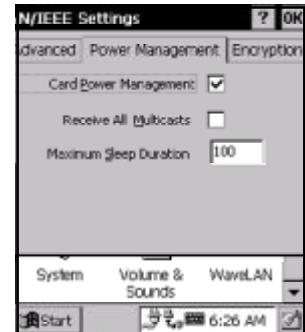 N/IEEE Settings ? OK
dvanced Power Management Encryption
Card Power Management
Receive All Multicasts
Maximum Sleep Duration 100
System Volume & Sounds WaveLAN
Start 6:26 AM